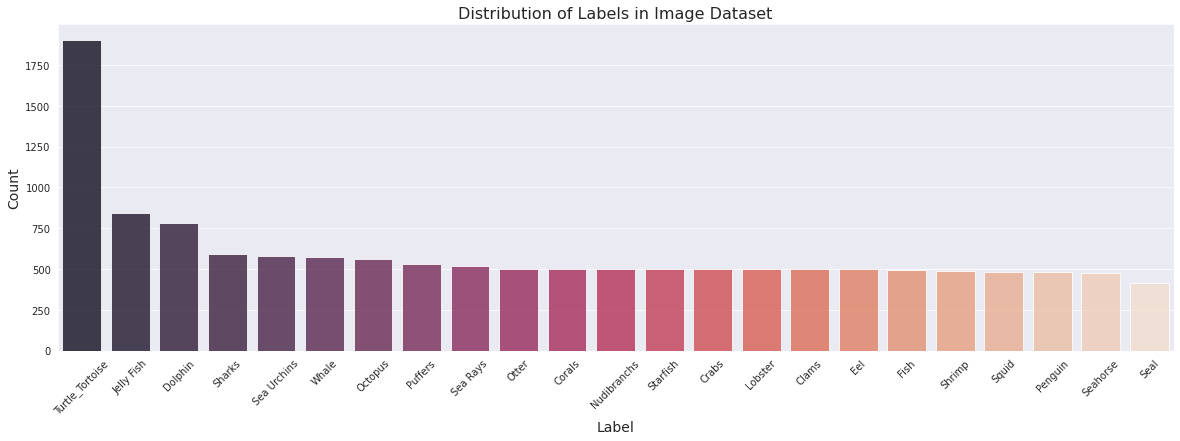 Distribution of Labels in Image Dataset
Count
1750
1500
1250
1000
750
500
250
0
Turtle_Tortoise
Jelly Fish
Dolphin
Sharks
Sea Urchins
Whale
Octopus
Puffers
Sea Rays
Otter
Corals
Nudibranchs
Starfish
Crabs
Lobster
Clams
Eel
Fish
Shrimp
Squid
Penguin
Seahorse
Seal
Label